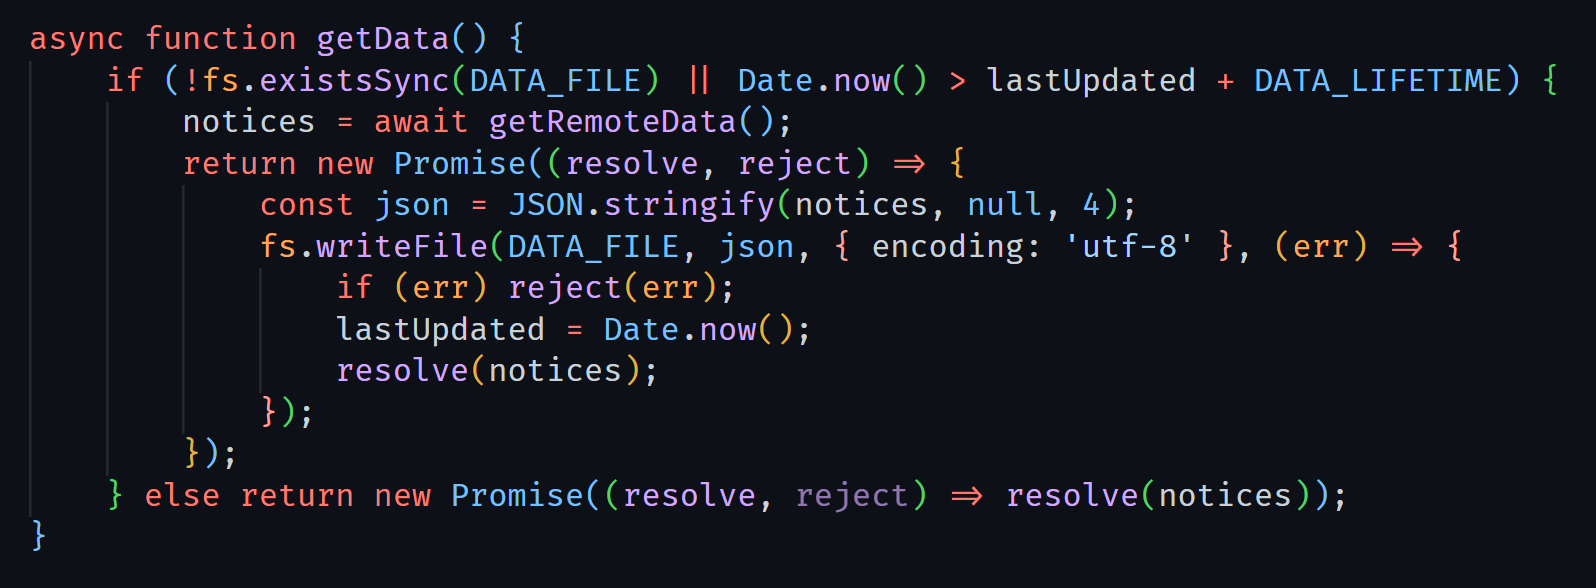 async function getData() {
    if (!fs.existsSync(DATA_FILE) || Date.now() > lastUpdated + DATA_LIFETIME) {
        notices = await getRemoteData();
        return new Promise((resolve, reject) => {
            const json = JSON.stringify(notices, null, 4);
            fs.writeFile(DATA_FILE, json, { encoding: 'utf-8' }, (err) => {
                if (err) reject(err);
                lastUpdated = Date.now();
                resolve(notices);
            });
        });
    } else return new Promise((resolve, reject) => resolve(notices));
}